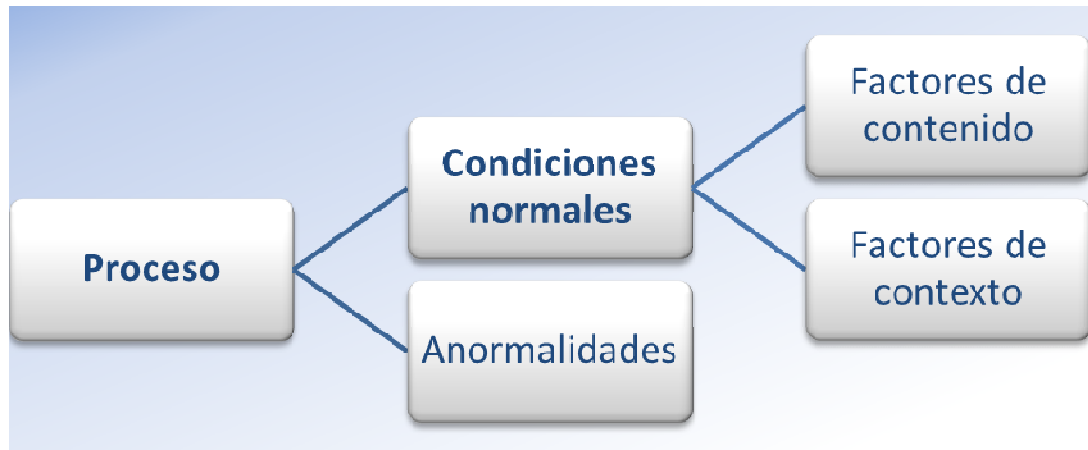 Proceso
Condiciones
normales
Anormalidades
Factores de
contenido
Factores de
contexto